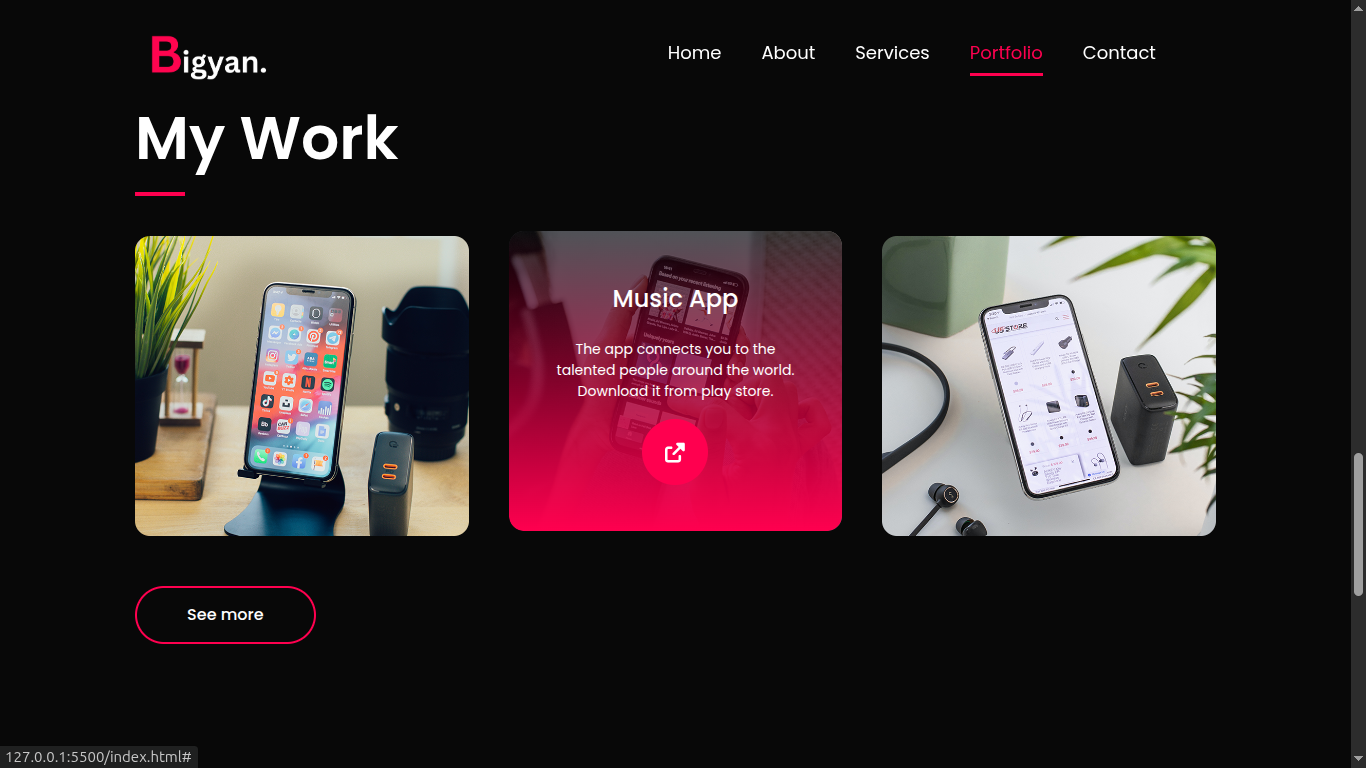 Bigyan.
Home About Services Portfolio Contact
My Work
Music App
The app connects you to the
talented people around the world.
Download it from play store.
See more
127.0.0.1:5500/index.html#